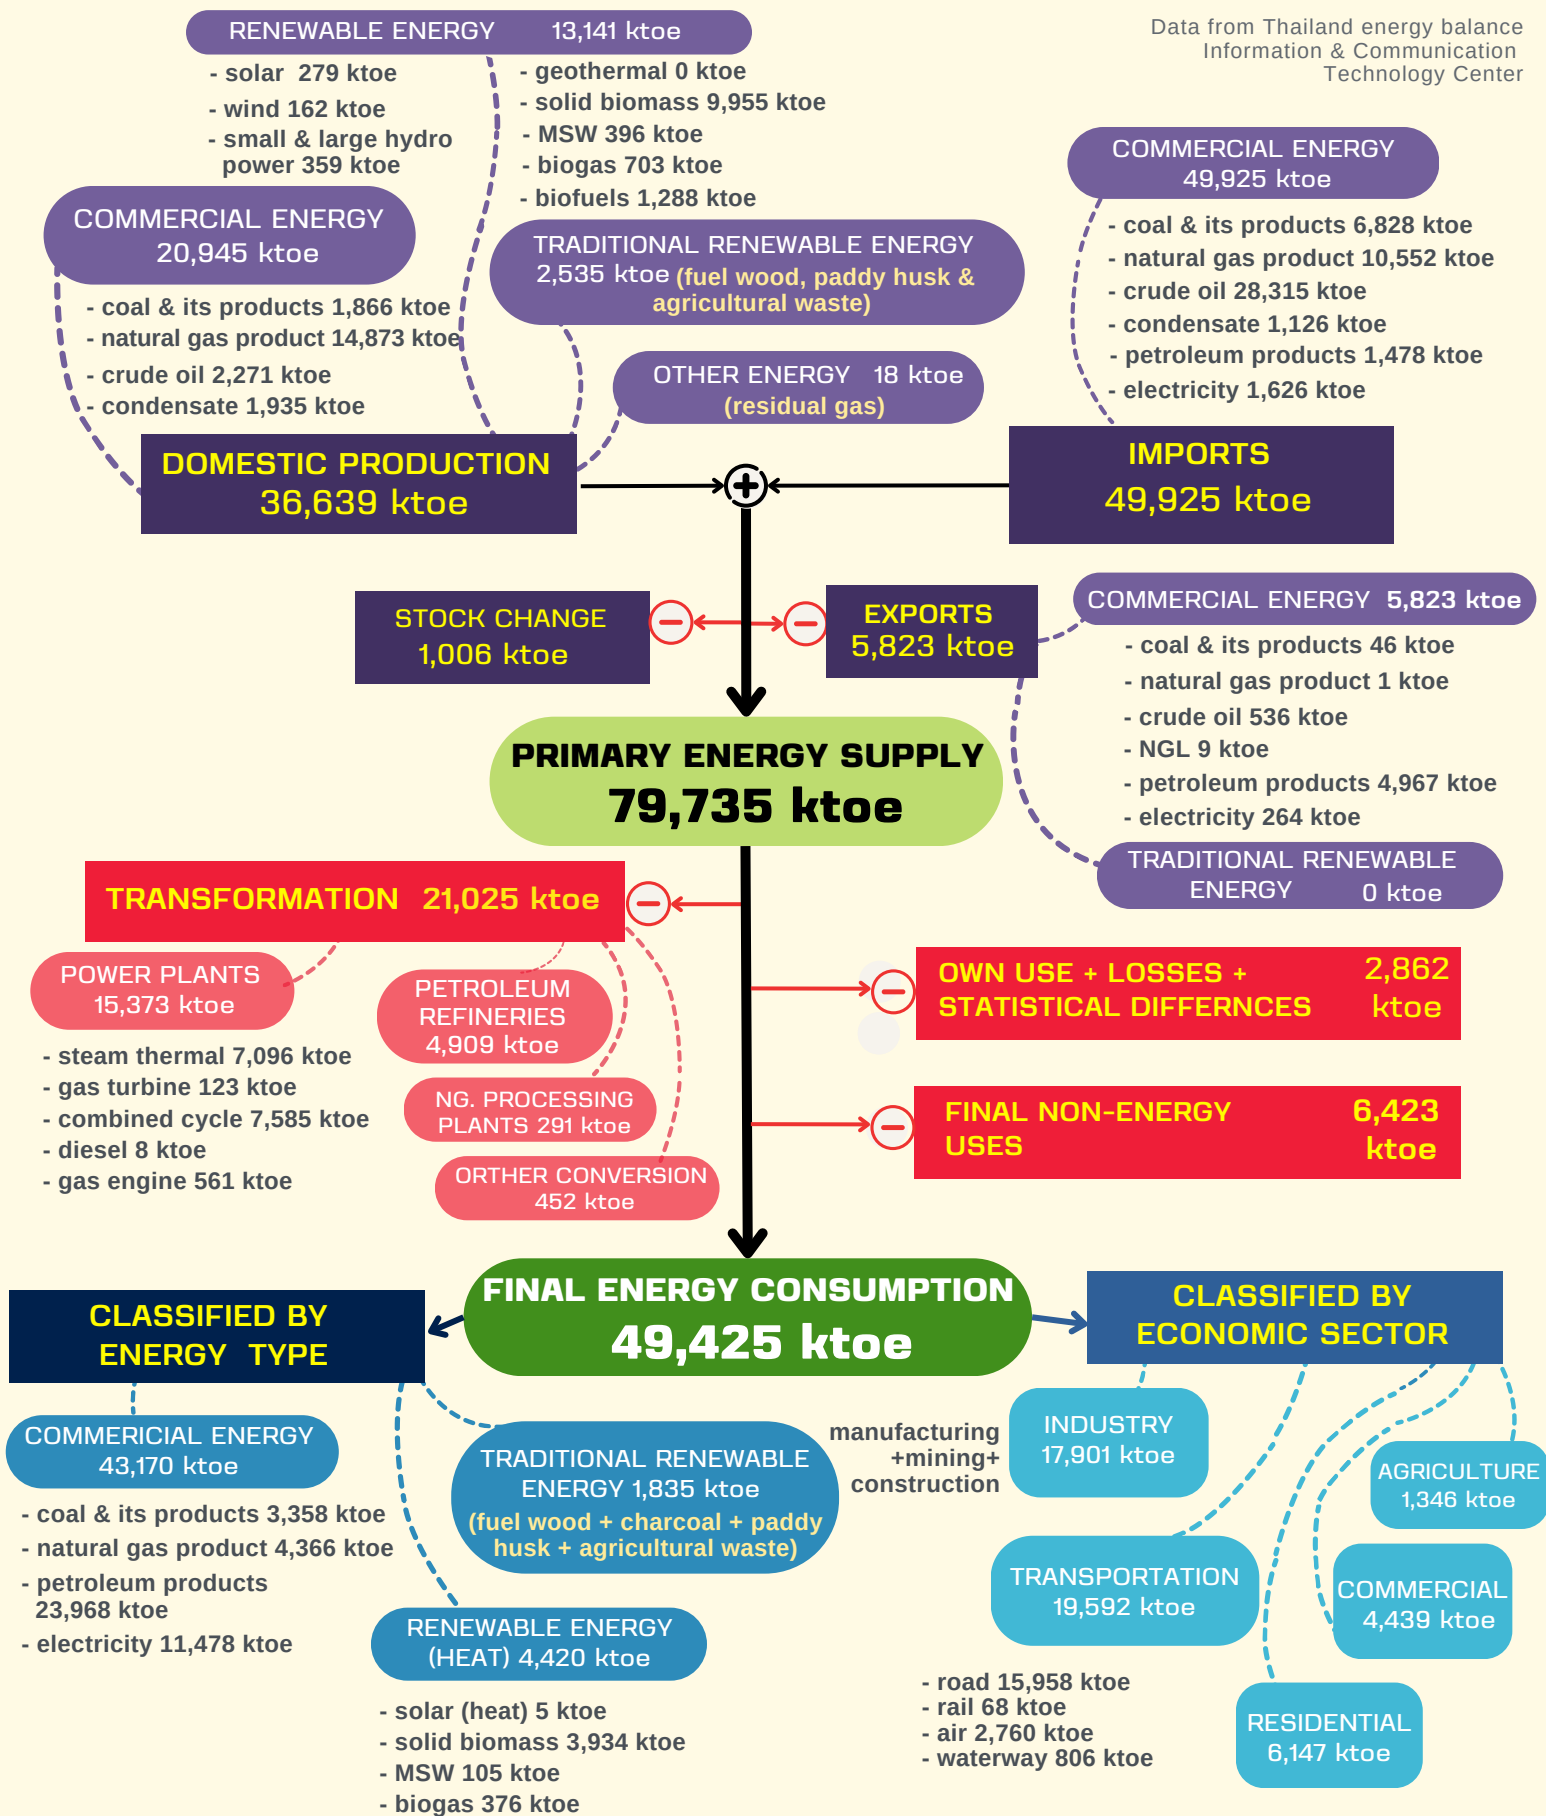 RENEWABLE ENERGY 13,141 ktoe
- solar 279 ktoe
- wind 162 ktoe
- small & large hydro
power 359 ktoe
- geothermal 0 ktoe
- solid biomass 9,955 ktoe
- MSW 396 ktoe
- biogas 703 ktoe
- biofuels 1,288 ktoe
Data from Thailand energy balance
Information & Communication
Technology Center
COMMERCIAL ENERGY
20,945 ktoe
- coal & its products 1,866 ktoe
- natural gas product 14,873 ktoe
- crude oil 2,271 ktoe
- condensate 1,935 ktoe
TRADITIONAL RENEWABLE ENERGY
2,535 ktoe (fuel wood, paddy husk &
agricultural waste)
OTHER ENERGY 18 ktoe
(residual gas)
COMMERCIAL ENERGY
49,925 ktoe
- coal & its products 6,828 ktoe
- natural gas product 10,552 ktoe
- crude oil 28,315 ktoe
- condensate 1,126 ktoe
- petroleum products 1,478 ktoe
- electricity 1,626 ktoe
DOMESTIC PRODUCTION
36,639 ktoe
IMPORTS
49,925 ktoe
STOCK CHANGE
1,006 ktoe
EXPORTS
5,823 ktoe
COMMERCIAL ENERGY 5,823 ktoe
- coal & its products 46 ktoe
- natural gas product 1 ktoe
- crude oil 536 ktoe
- NGL 9 ktoe
- petroleum products 4,967 ktoe
- electricity 264 ktoe
TRADITIONAL RENEWABLE
ENERGY 0 ktoe
PRIMARY ENERGY SUPPLY
79,735 ktoe
TRANSFORMATION 21,025 ktoe
POWER PLANTS
15,373 ktoe
- steam thermal 7,096 ktoe
- gas turbine 123 ktoe
- combined cycle 7,585 ktoe
- diesel 8 ktoe
- gas engine 561 ktoe
PETROLEUM
REFINERIES
4,909 ktoe
NG. PROCESSING
PLANTS 291 ktoe
ORTHER CONVERSION
452 ktoe
OWN USE + LOSSES +
STATISTICAL DIFFERNCES
2,862
ktoe
FINAL NON-ENERGY
USES
6,423
ktoe
FINAL ENERGY CONSUMPTION
49,425 ktoe
CLASSIFIED BY
ENERGY TYPE
COMMERICIAL ENERGY
43,170 ktoe
- coal & its products 3,358 ktoe
- natural gas product 4,366 ktoe
- petroleum products
23,968 ktoe
- electricity 11,478 ktoe
TRADITIONAL RENEWABLE
ENERGY 1,835 ktoe
(fuel wood + charcoal + paddy
husk + agricultural waste)
RENEWABLE ENERGY
(HEAT) 4,420 ktoe
- solar (heat) 5 ktoe
- solid biomass 3,934 ktoe
- MSW 105 ktoe
- biogas 376 ktoe
CLASSIFIED BY
ECONOMIC SECTOR
manufacturing
+mining+
construction
INDUSTRY
17,901 ktoe
AGRICULTURE
1,346 ktoe
TRANSPORTATION
19,592 ktoe
COMMERCIAL
4,439 ktoe
- road 15,958 ktoe
- rail 68 ktoe
- air 2,760 ktoe
- waterway 806 ktoe
RESIDENTIAL
6,147 ktoe